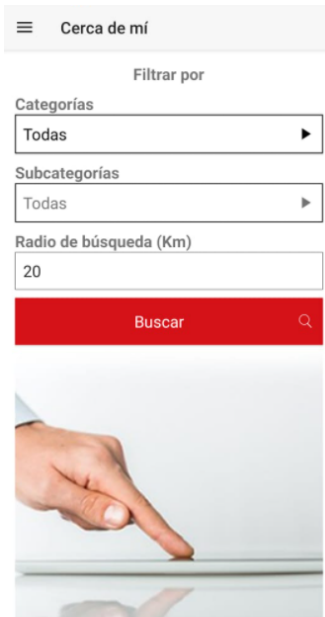 Cerca de mí
Filtrar por
Categorías
Todas
Subcategorías
Todas
Radio de búsqueda (Km)
20
Buscar